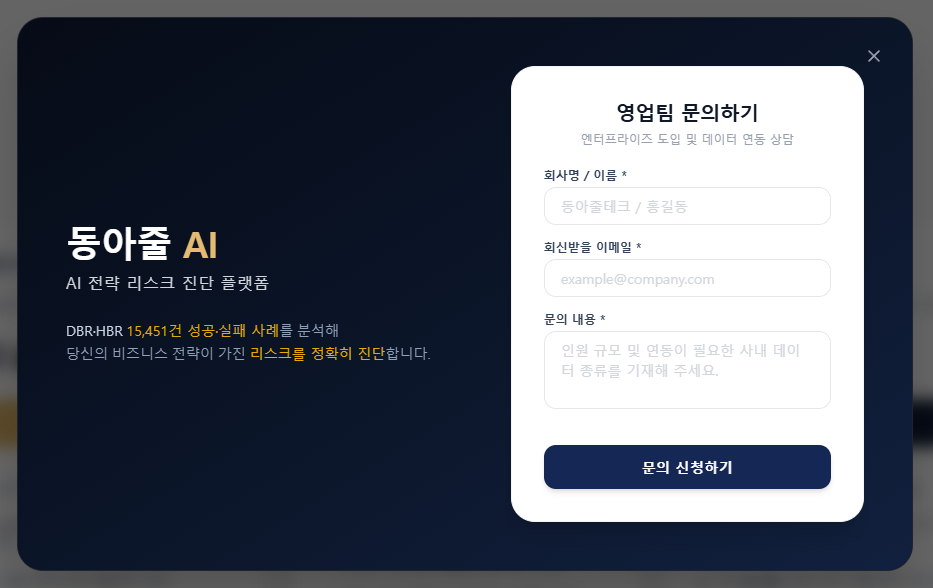 동아줄 AI
AI 전략 리스크 진단 플랫폼
DBR·HBR 15,451건 성공·실패 사례를 분석해
당신의 비즈니스 전략이 가진 리스크를 정확히 진단합니다.
영업팀 문의하기
엔터프라이즈 도입 및 데이터 연동 상담
회사명 / 이름 *
동아줄테크 / 홍길동
회신받을 이메일 *
example@company.com
문의 내용 *
인원 규모 및 연동이 필요한 사내 데이
터 종류를 기재해 주세요.
문의 신청하기